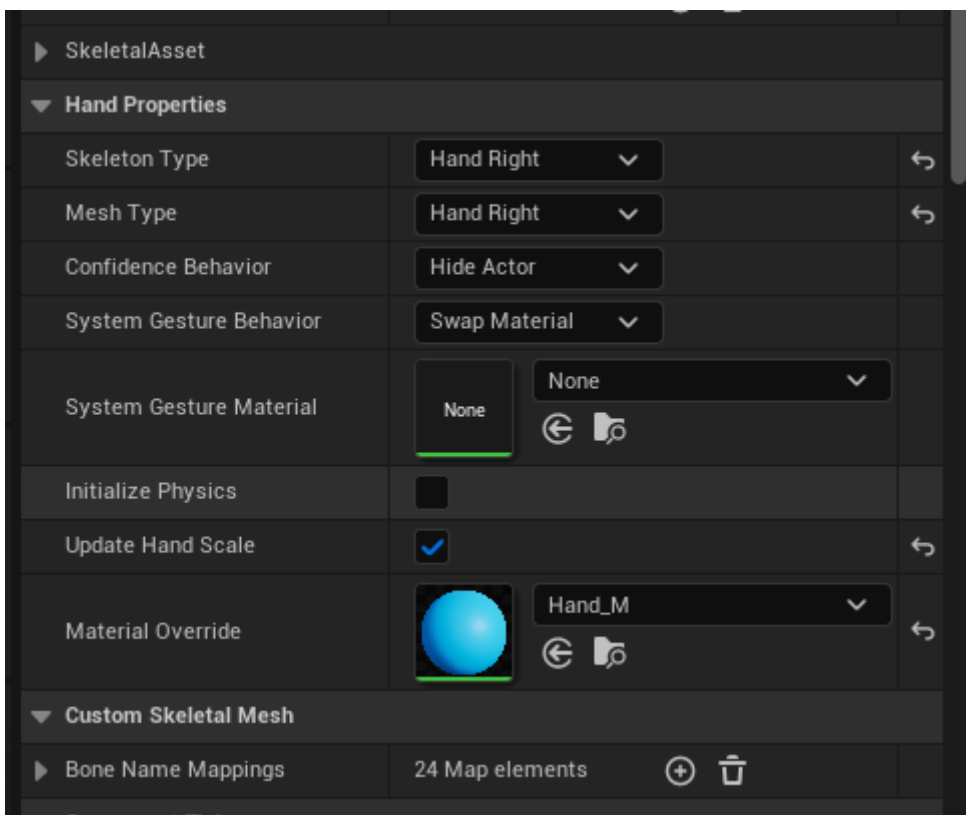 SkeletalAsset
Hand Properties
Skeleton Type Hand Right
Mesh Type Hand Right
Confidence Behavior Hide Actor
System Gesture Behavior Swap Material
System Gesture Material None None
Initialize Physics
Update Hand Scale
Material Override Hand_M
Custom Skeletal Mesh
Bone Name Mappings 24 Map elements